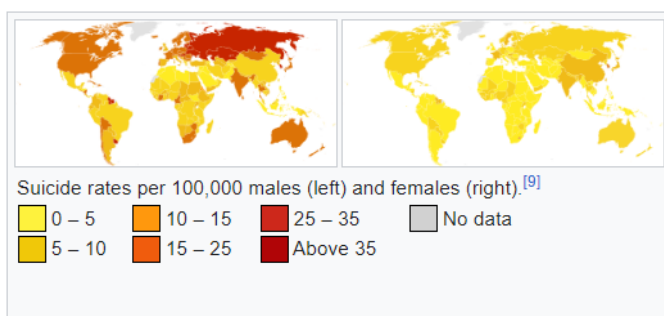 Suicide rates per 100,000 males (left) and females (right).[9]
0 – 5 10 – 15 25 – 35 No data
5 – 10 15 – 25 Above 35